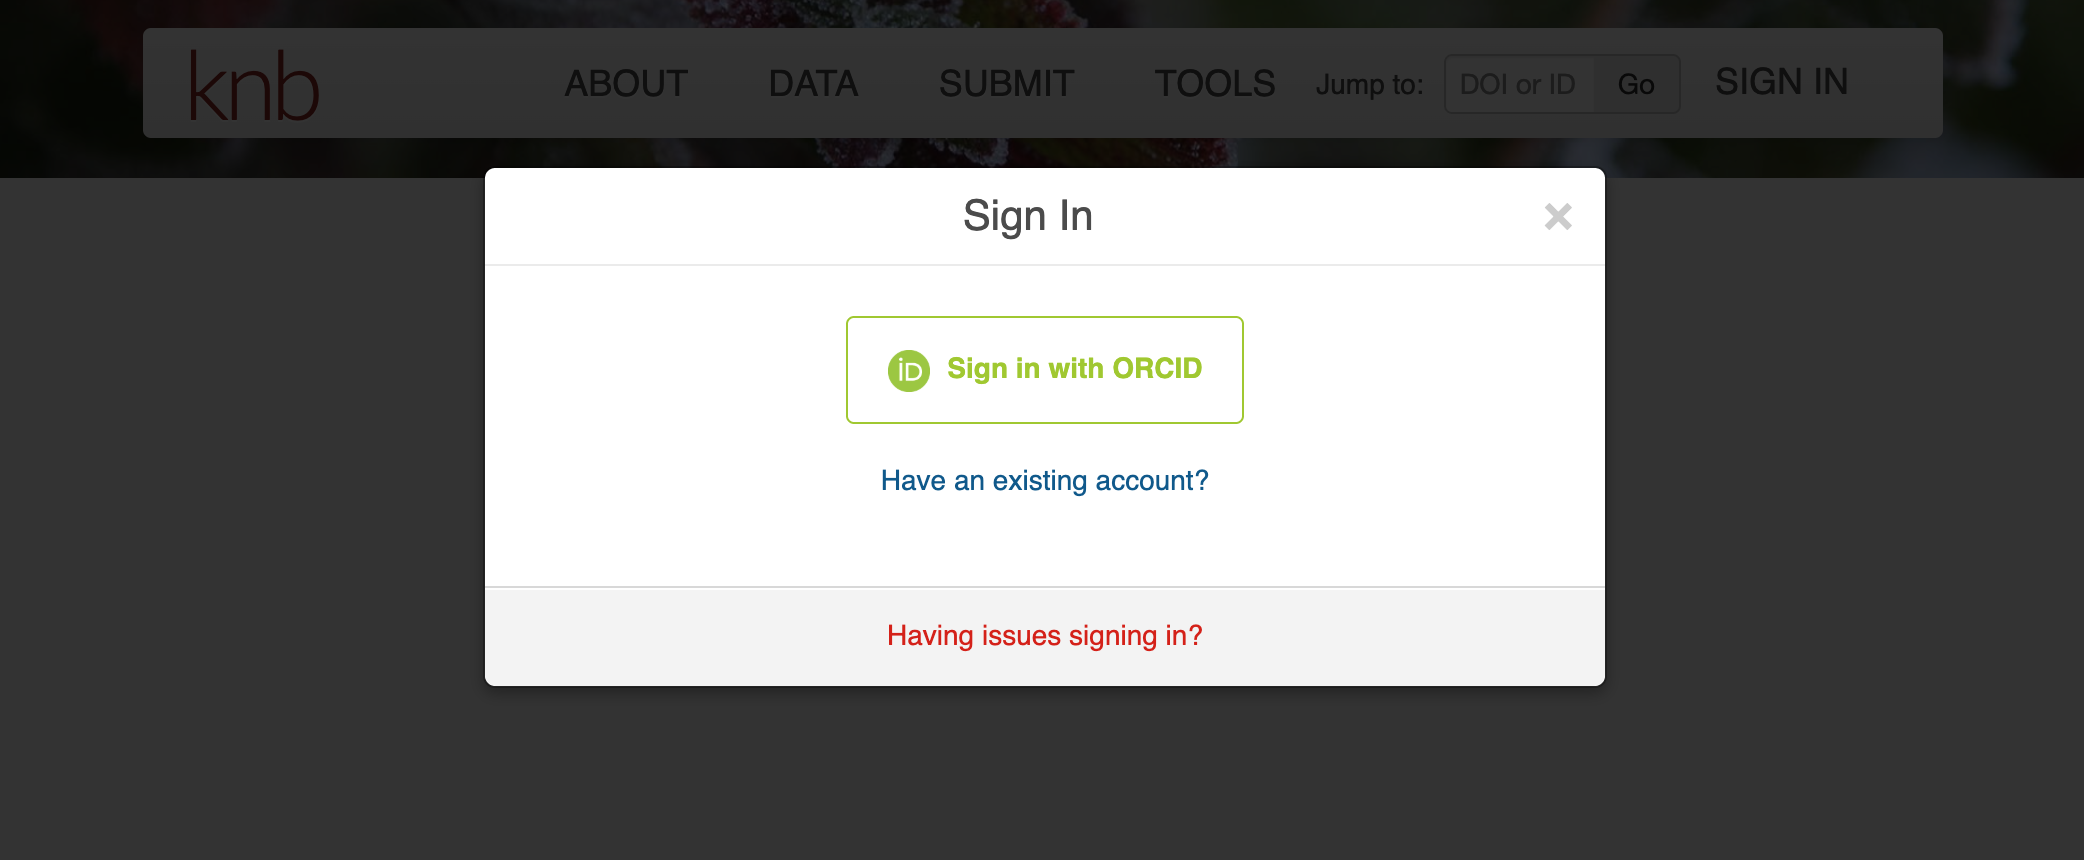 knb
ABOUT DATA SUBMIT TOOLS Jump to: DOI or ID Go SIGN IN
Sign In ×
iD Sign in with ORCID
Have an existing account?
Having issues signing in?